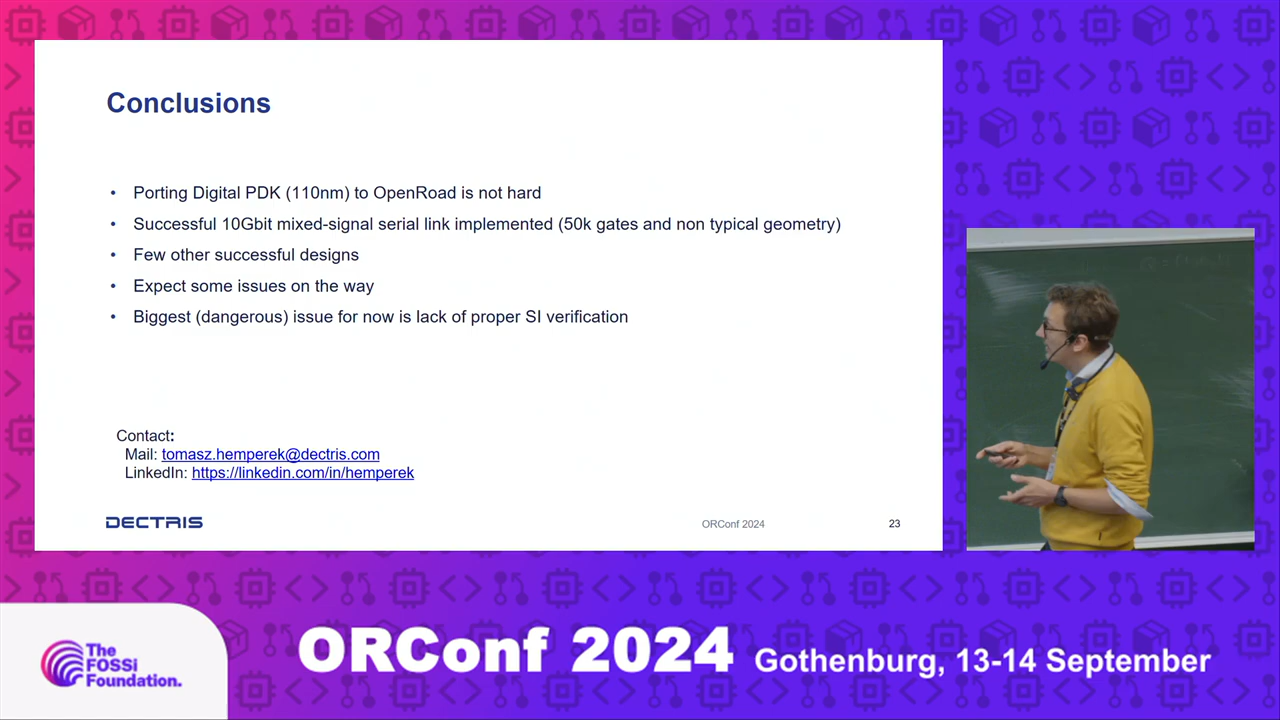 Conclusions
• Porting Digital PDK (110nm) to OpenRoad is not hard
• Successful 10Gbit mixed-signal serial link implemented (50k gates and non typical geometry)
• Few other successful designs
• Expect some issues on the way
• Biggest (dangerous) issue for now is lack of proper SI verification
Contact:
Mail: tomasz.hemperek@dectris.com
LinkedIn: https://linkedin.com/in/hemperek
DECTRIS
ORConf 2024
23
The
FOSSi
Foundation.
ORConf 2024 Gothenburg, 13-14 September